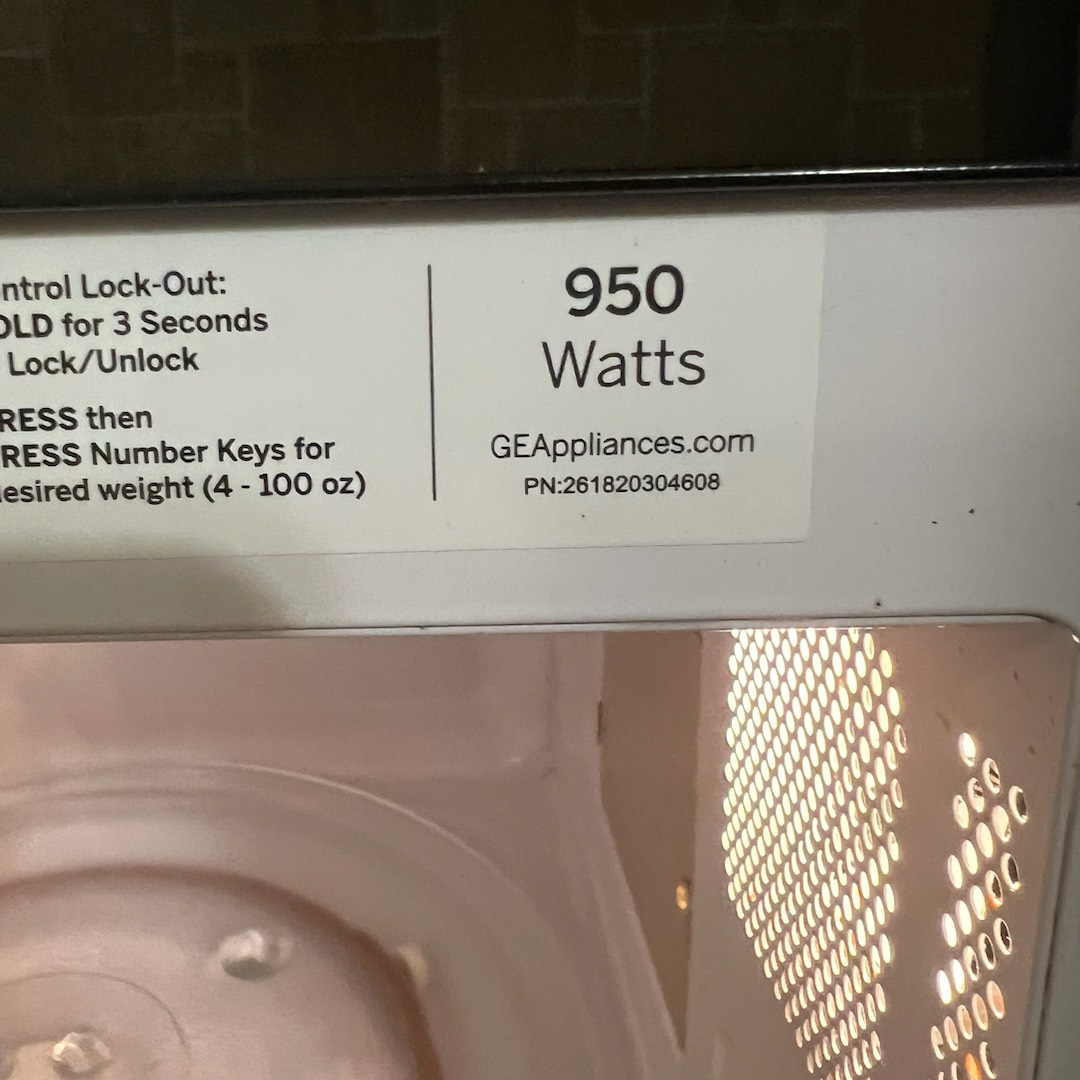 ntrol Lock-Out:
OLD for 3 Seconds
Lock/Unlock
RESS then
RESS Number Keys for
esired weight (4 - 100 oz)
950
Watts
GEAppliances.com
PN:261820304608